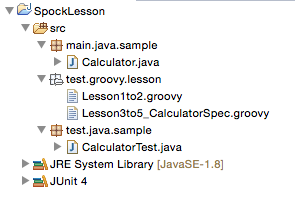 SpockLesson
src
main.java.sample
Calculator.java
test.groovy.lesson
Lesson1to2.groovy
Lesson3to5_CalculatorSpec.groovy
test.java.sample
CalculatorTest.java
JRE System Library [JavaSE-1.8]
JUnit 4